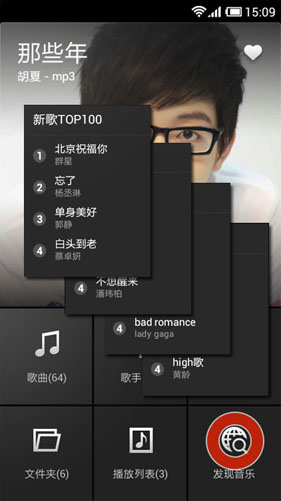 15:09
那些年
胡夏 - mp3
新歌TOP100
1 北京祝福你
群星
2 忘了
杨丞琳
3 单身美好
郭静
4 白头到老
蔡卓妍
不想醒来
4 潘玮柏
bad romance
4 lady gaga
high歌
4 黄龄
歌曲(64)
歌手
文件夹(6)
播放列表(3)
发现音乐